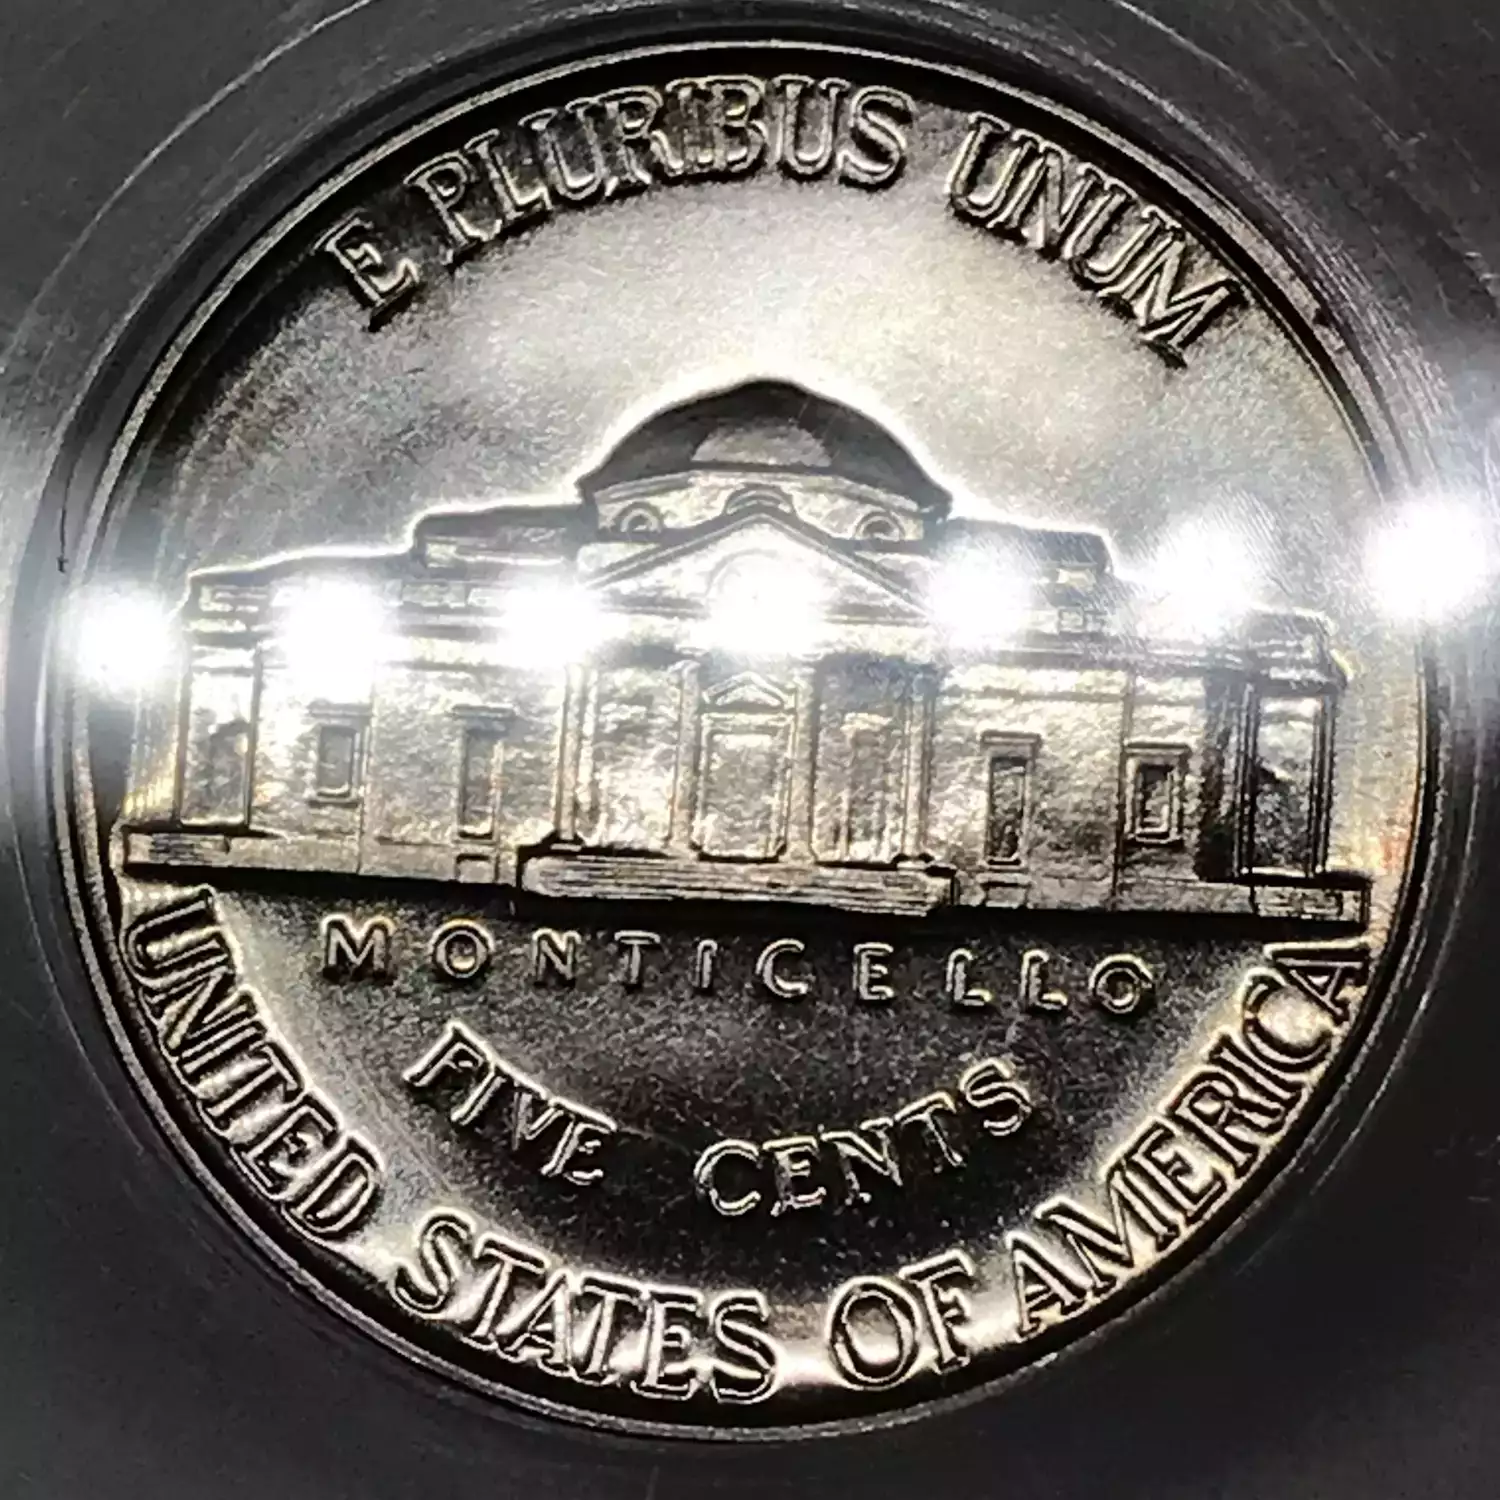 E PLURIBUS UNUM
MONTICELLO
FIVE CENTS
UNITED STATES OF AMERICA